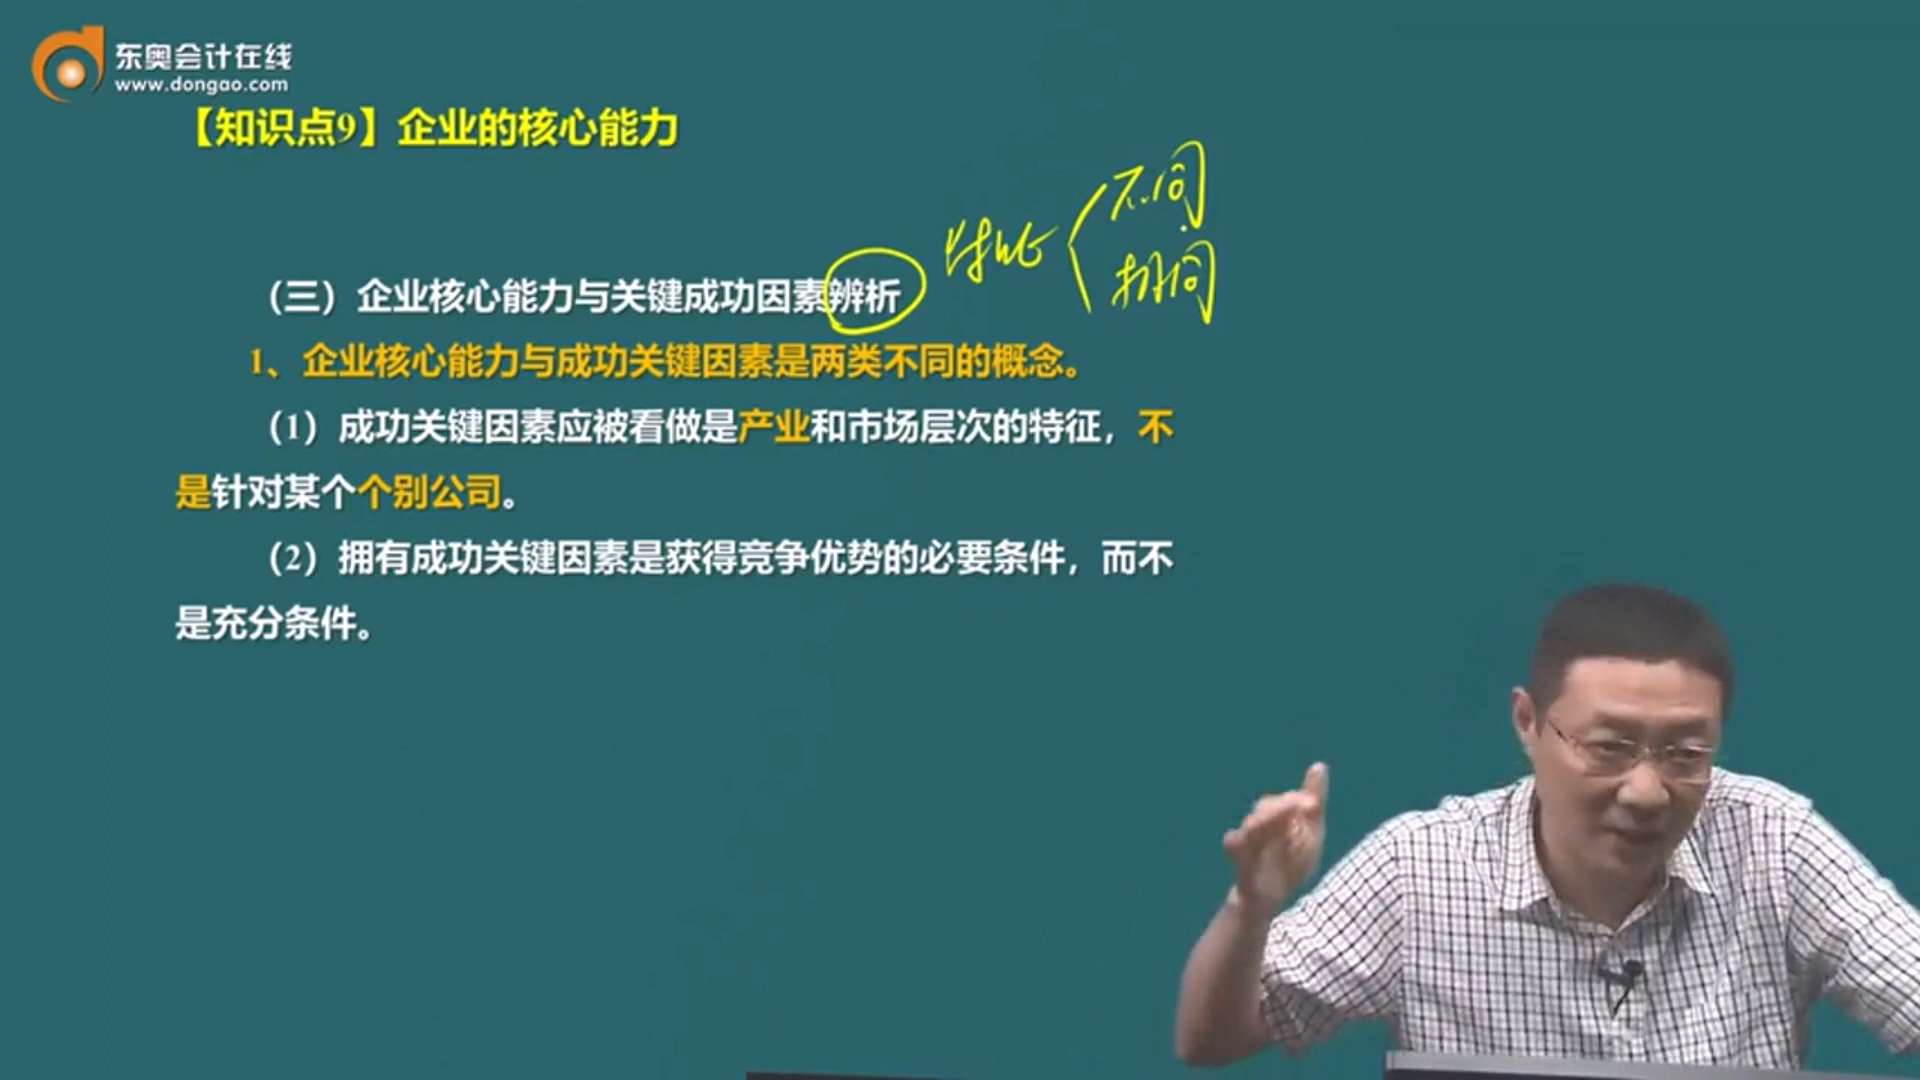 东奥会计在线
www.dongao.com
【知识点9】企业的核心能力
不同
相同
（三）企业核心能力与关键成功因素辨析
1、企业核心能力与成功关键因素是两类不同的概念。
（1）成功关键因素应被看做是产业和市场层次的特征，不
是针对某个个别公司。
（2）拥有成功关键因素是获得竞争优势的必要条件，而不
是充分条件。